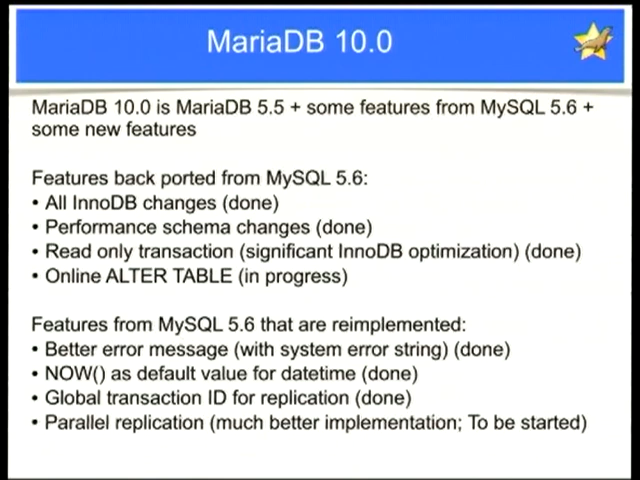 MariaDB 10.0
MariaDB 10.0 is MariaDB 5.5 + some features from MySQL 5.6 +
some new features
Features back ported from MySQL 5.6:
• All InnoDB changes (done)
• Performance schema changes (done)
• Read only transaction (significant InnoDB optimization) (done)
• Online ALTER TABLE (in progress)
Features from MySQL 5.6 that are reimplemented:
• Better error message (with system error string) (done)
• NOW() as default value for datetime (done)
• Global transaction ID for replication (done)
• Parallel replication (much better implementation; To be started)